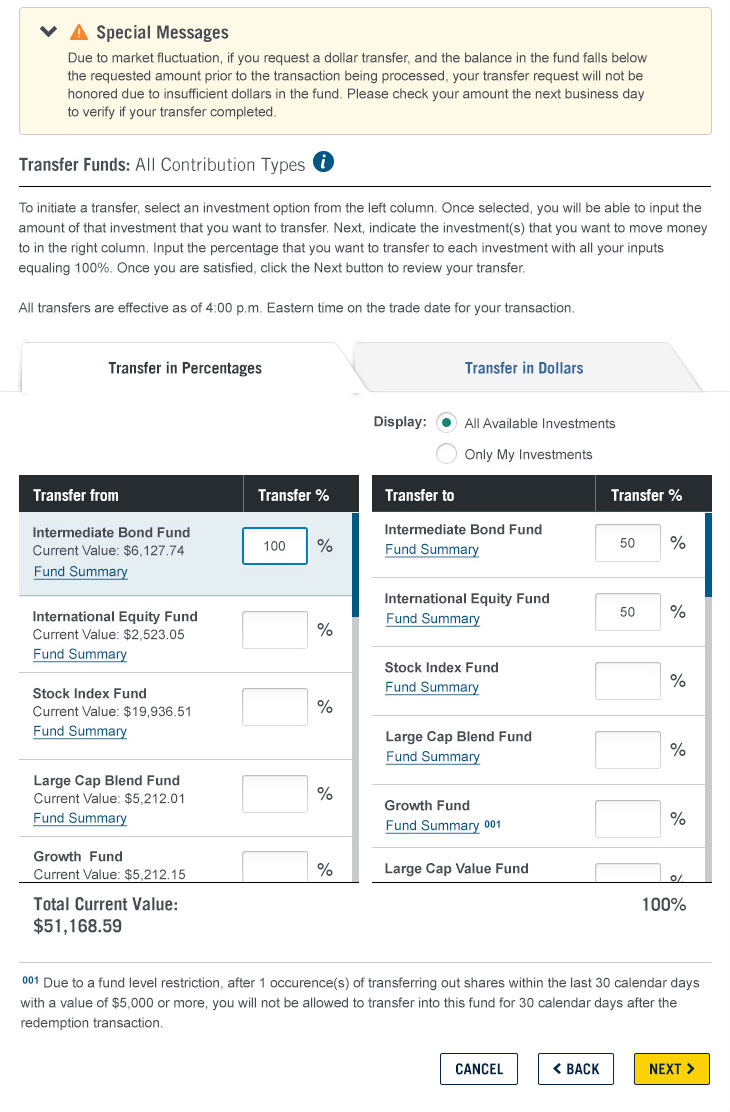 Special Messages
Due to market fluctuation, if you request a dollar transfer, and the balance in the fund falls below
the requested amount prior to the transaction being processed, your transfer request will not be
honored due to insufficient dollars in the fund. Please check your amount the next business day
to verify if your transfer completed.
Transfer Funds: All Contribution Types i
To initiate a transfer, select an investment option from the left column. Once selected, you will be able to input the
amount of that investment that you want to transfer. Next, indicate the investment(s) that you want to move money
to in the right column. Input the percentage that you want to transfer to each investment with all your inputs
equaling 100%. Once you are satisfied, click the Next button to review your transfer.
All transfers are effective as of 4:00 p.m. Eastern time on the trade date for your transaction.
Transfer in Percentages
Transfer in Dollars
Display: All Available Investments
Only My Investments
Transfer from Transfer %
Intermediate Bond Fund
Current Value: $6,127.74 100 %
Fund Summary
International Equity Fund
Current Value: $2,523.05 %
Fund Summary
Stock Index Fund
Current Value: $19,936.51 %
Fund Summary
Large Cap Blend Fund
Current Value: $5,212.01 %
Fund Summary
Growth Fund
Current Value: $5,212.15 %
Total Current Value:
$51,168.59
Transfer to Transfer %
Intermediate Bond Fund
Fund Summary 50 %
International Equity Fund
Fund Summary 50 %
Stock Index Fund
Fund Summary %
Large Cap Blend Fund
Fund Summary %
Growth Fund
Fund Summary 001 %
Large Cap Value Fund %
100%
001 Due to a fund level restriction, after 1 occurence(s) of transferring out shares within the last 30 calendar days
with a value of $5,000 or more, you will not be allowed to transfer into this fund for 30 calendar days after the
redemption transaction.
CANCEL
< BACK
NEXT >